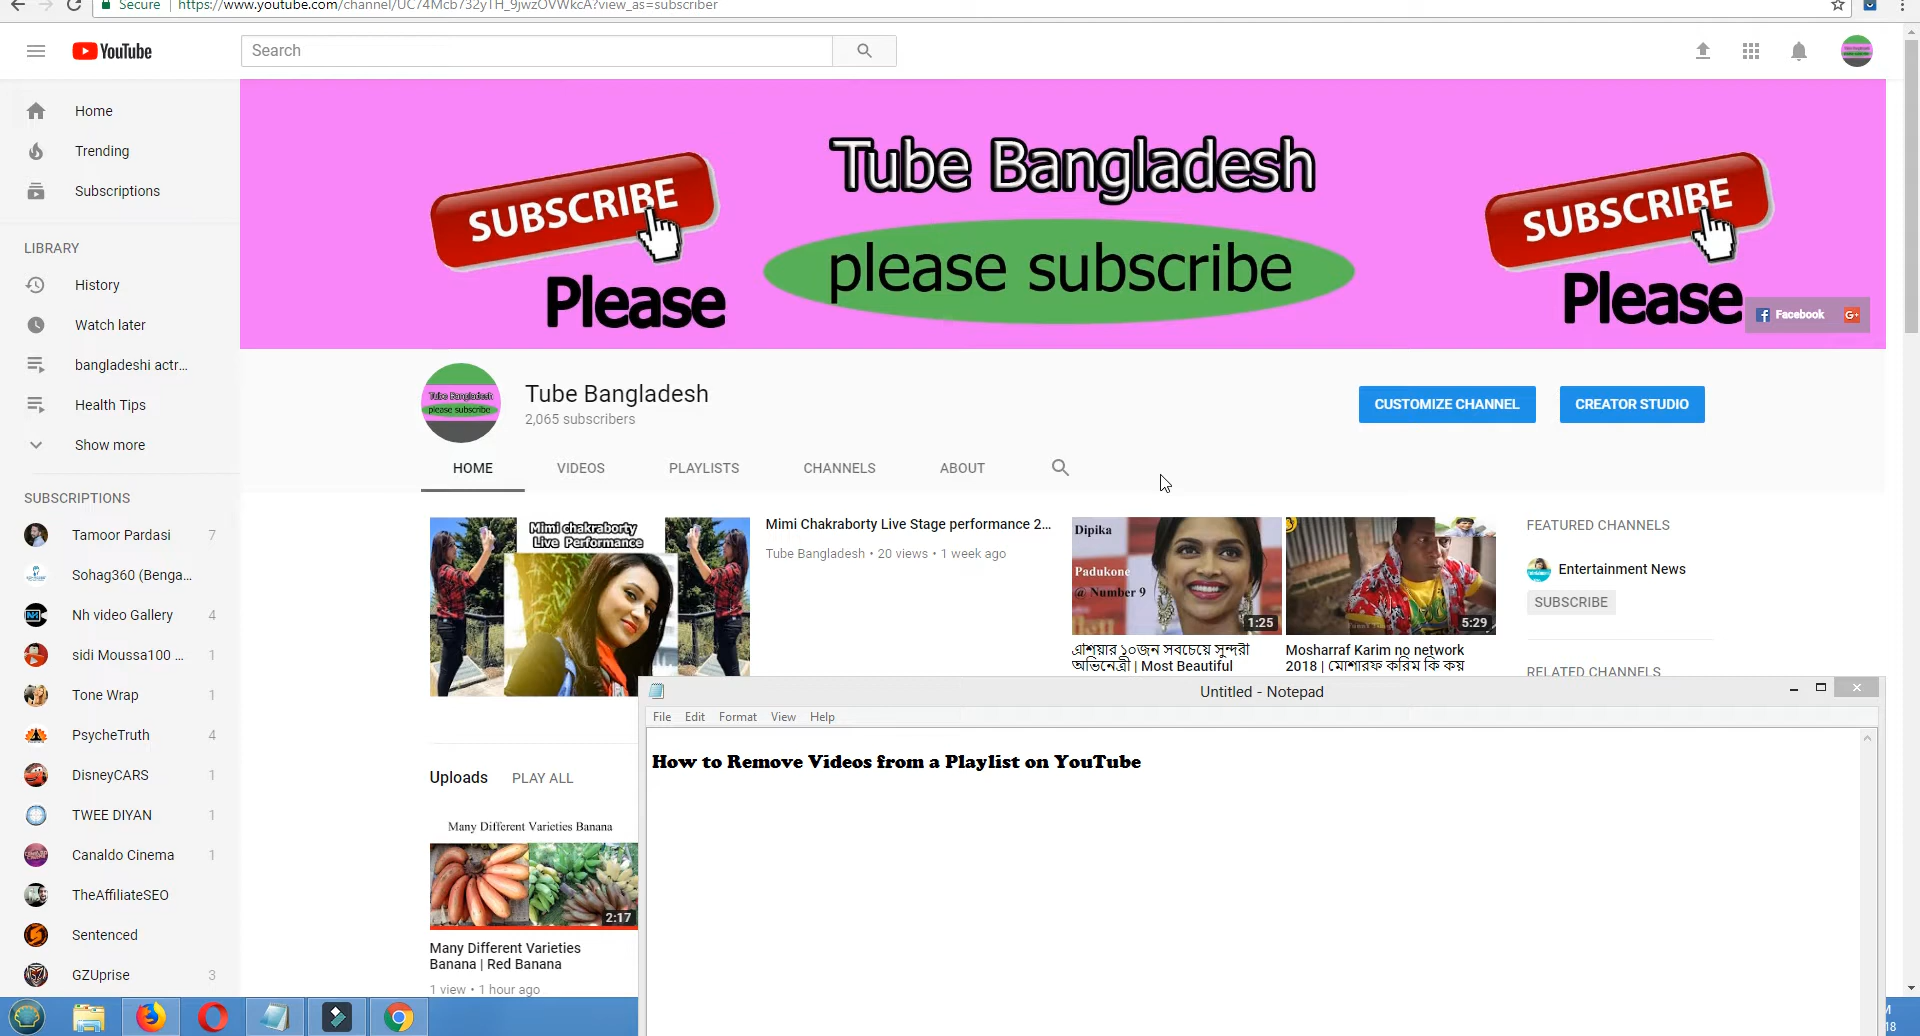 Secure | https://www.youtube.com/channel/UC74Mcb732yTH_9jwzOVWkcA?view_as=subscriber
YouTube
Search
Home
Trending
Subscriptions
LIBRARY
History
Watch later
bangladeshi actr...
Health Tips
Show more
SUBSCRIPTIONS
Tamoor Pardasi 7
Sohag360 (Benga...
Nh video Gallery 4
sidi Moussa100 ... 1
Tone Wrap 1
PsycheTruth 4
DisneyCARS 1
TWEE DIYAN 1
Canaldo Cinema 1
TheAffiliateSEO
Sentenced
GZUprise 3
SUBSCRIBE
Please
Tube Bangladesh
please subscribe
SUBSCRIBE
Please
Facebook G+
Tube Bangladesh
please subscribe
Tube Bangladesh
2,065 subscribers
CUSTOMIZE CHANNEL
CREATOR STUDIO
HOME VIDEOS PLAYLISTS CHANNELS ABOUT
Mimi chakraborty
Live Performance
Mimi Chakraborty Live Stage performance 2...
Tube Bangladesh • 20 views • 1 week ago
Dipika
Padukone
@ Number 9
1:25
এশিয়ার ১০জন সবচেয়ে সুন্দরী
অভিনেত্রী | Most Beautiful
5:29
Mosharraf Karim no network
2018 | মোশারফ করিম কি কয়
FEATURED CHANNELS
Entertainment News
SUBSCRIBE
RELATED CHANNELS
Uploads PLAY ALL
Many Different Varieties Banana
2:17
Many Different Varieties
Banana | Red Banana
1 view • 1 hour ago
Untitled - Notepad
File Edit Format View Help
How to Remove Videos from a Playlist on YouTube
18